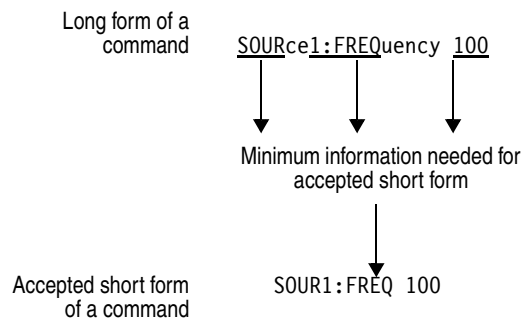 Long form of a
command
SOURce1:FREQuency 100
Minimum information needed for
accepted short form
Accepted short form
of a command
SOUR1:FREQ 100